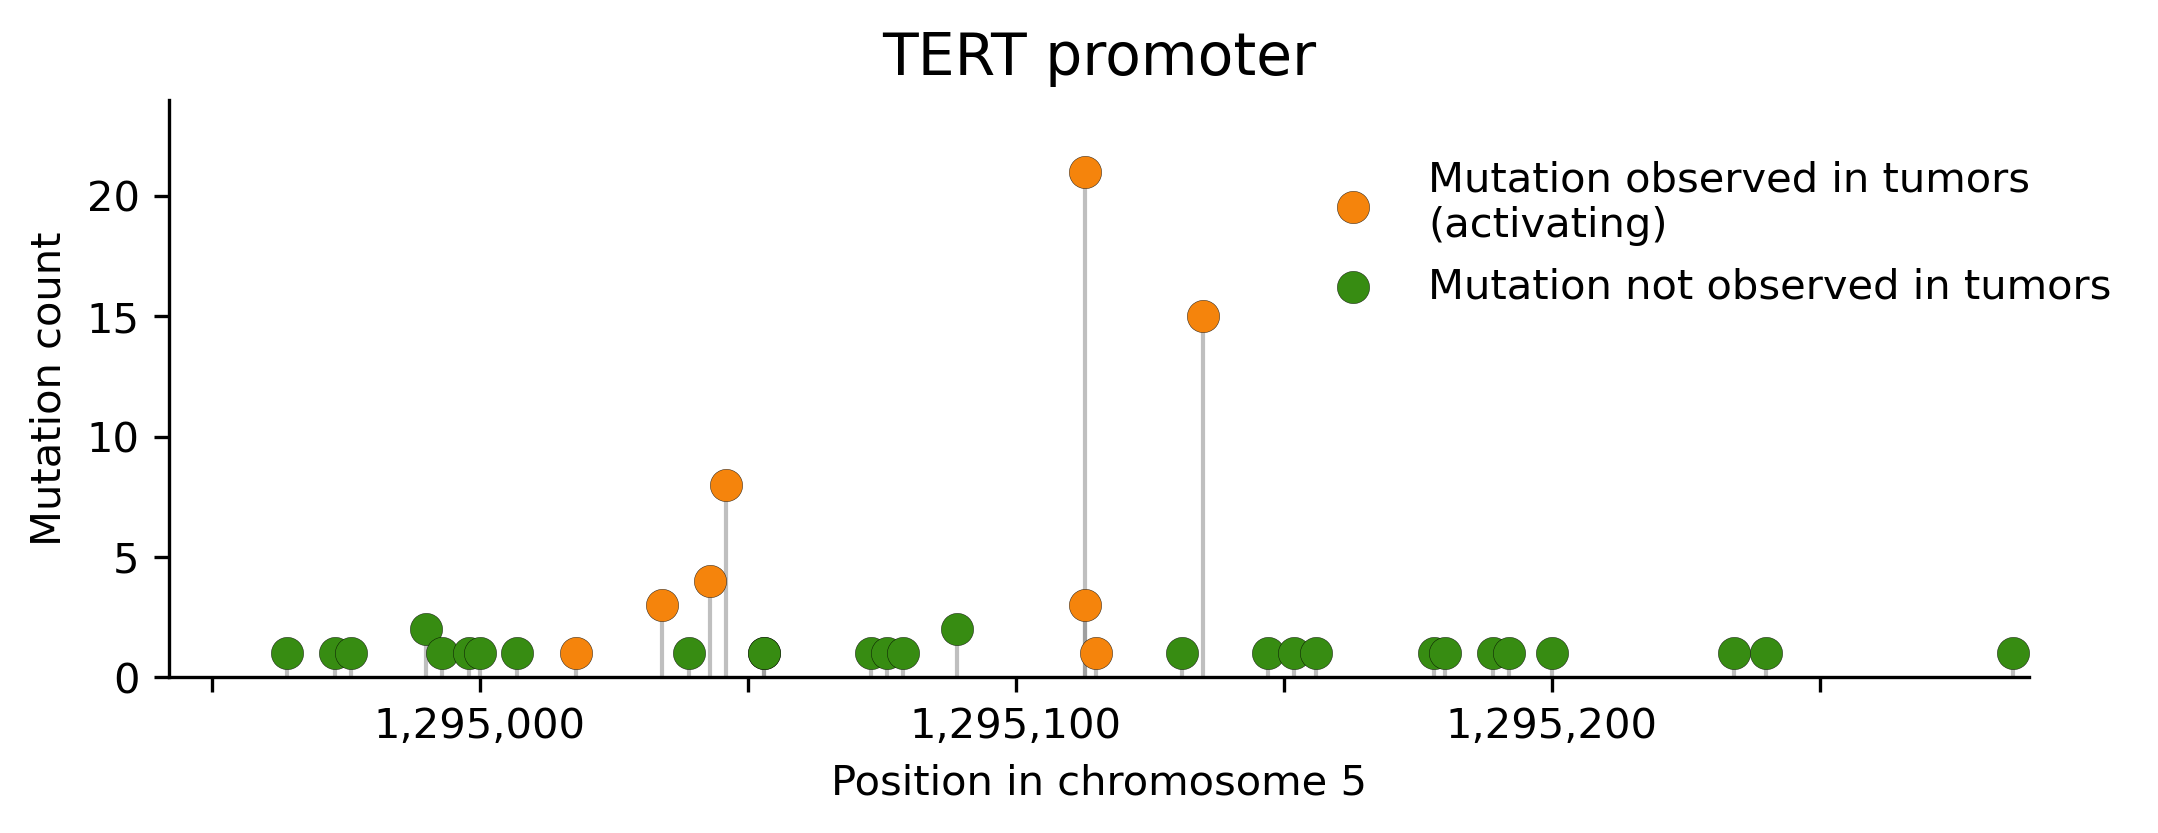 TERT promoter
Mutation count
20
15
10
5
0
Mutation observed in tumors
(activating)
Mutation not observed in tumors
1,295,000
1,295,100
1,295,200
Position in chromosome 5